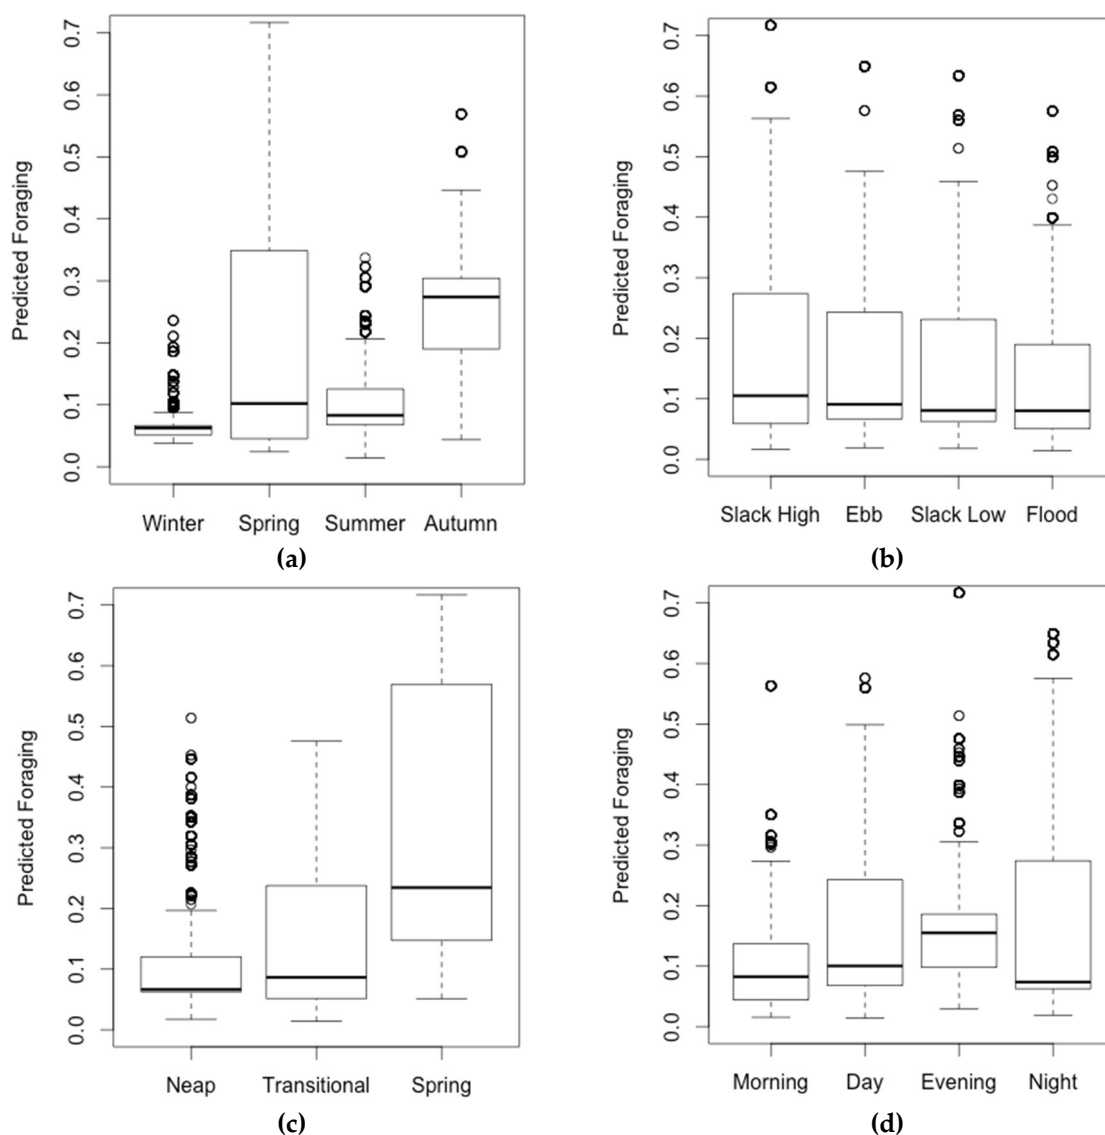 0.7
0.6
0.5
0.4
0.3
0.2
0.1
0.0
Predicted Foraging
Winter Spring Summer Autumn
(a)
0.7
0.6
0.5
0.4
0.3
0.2
0.1
0.0
Predicted Foraging
Slack High Ebb Slack Low Flood
(b)
0.7
0.6
0.5
0.4
0.3
0.2
0.1
0.0
Predicted Foraging
Neap Transitional Spring
(c)
0.7
0.6
0.5
0.4
0.3
0.2
0.1
0.0
Predicted Foraging
Morning Day Evening Night
(d)